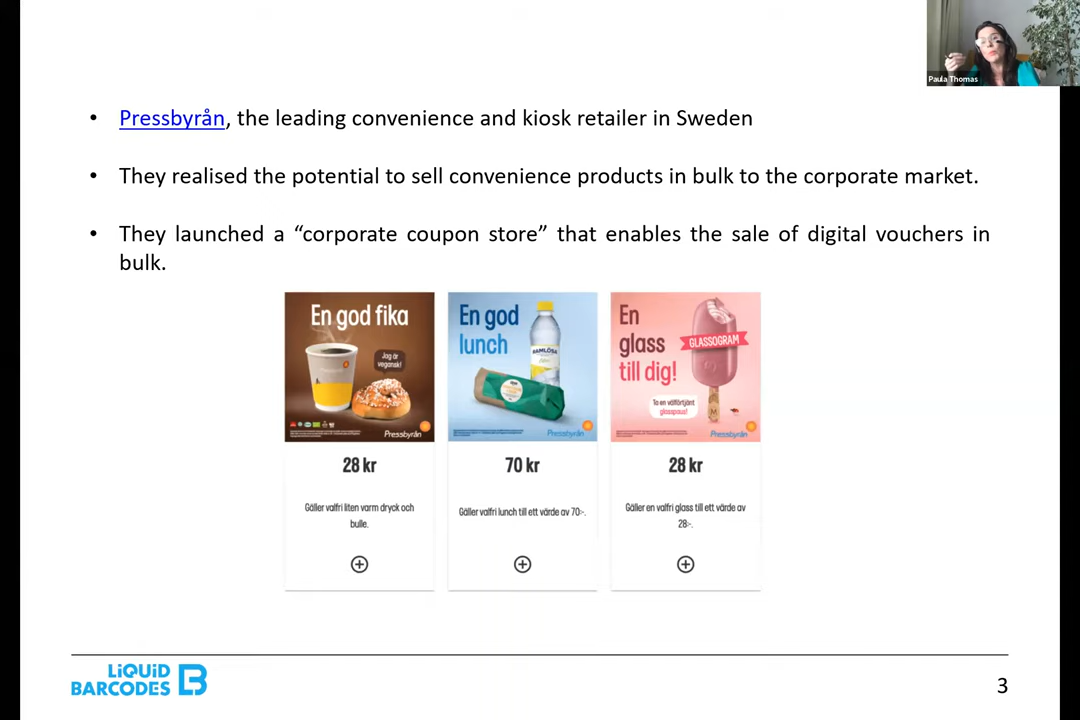 Paula Thomas
• Pressbyrån, the leading convenience and kiosk retailer in Sweden
• They realised the potential to sell convenience products in bulk to the corporate market.
• They launched a “corporate coupon store” that enables the sale of digital vouchers in
bulk.
En god fika
Jag är
vegansk!
Pressbyrån
28 kr
Gäller valfri liten varm dryck och
bulle.
En god
lunch
RAMLÖSA
Pressbyrån
70 kr
Gäller valfri lunch till ett värde av 70:-.
En
glass
till dig!
GLASSOGRAM
Ta en välförtjänt
glasspaus!
Pressbyrån
28 kr
Gäller en valfri glass till ett värde av
28:-.
LIQUID
BARCODES
3